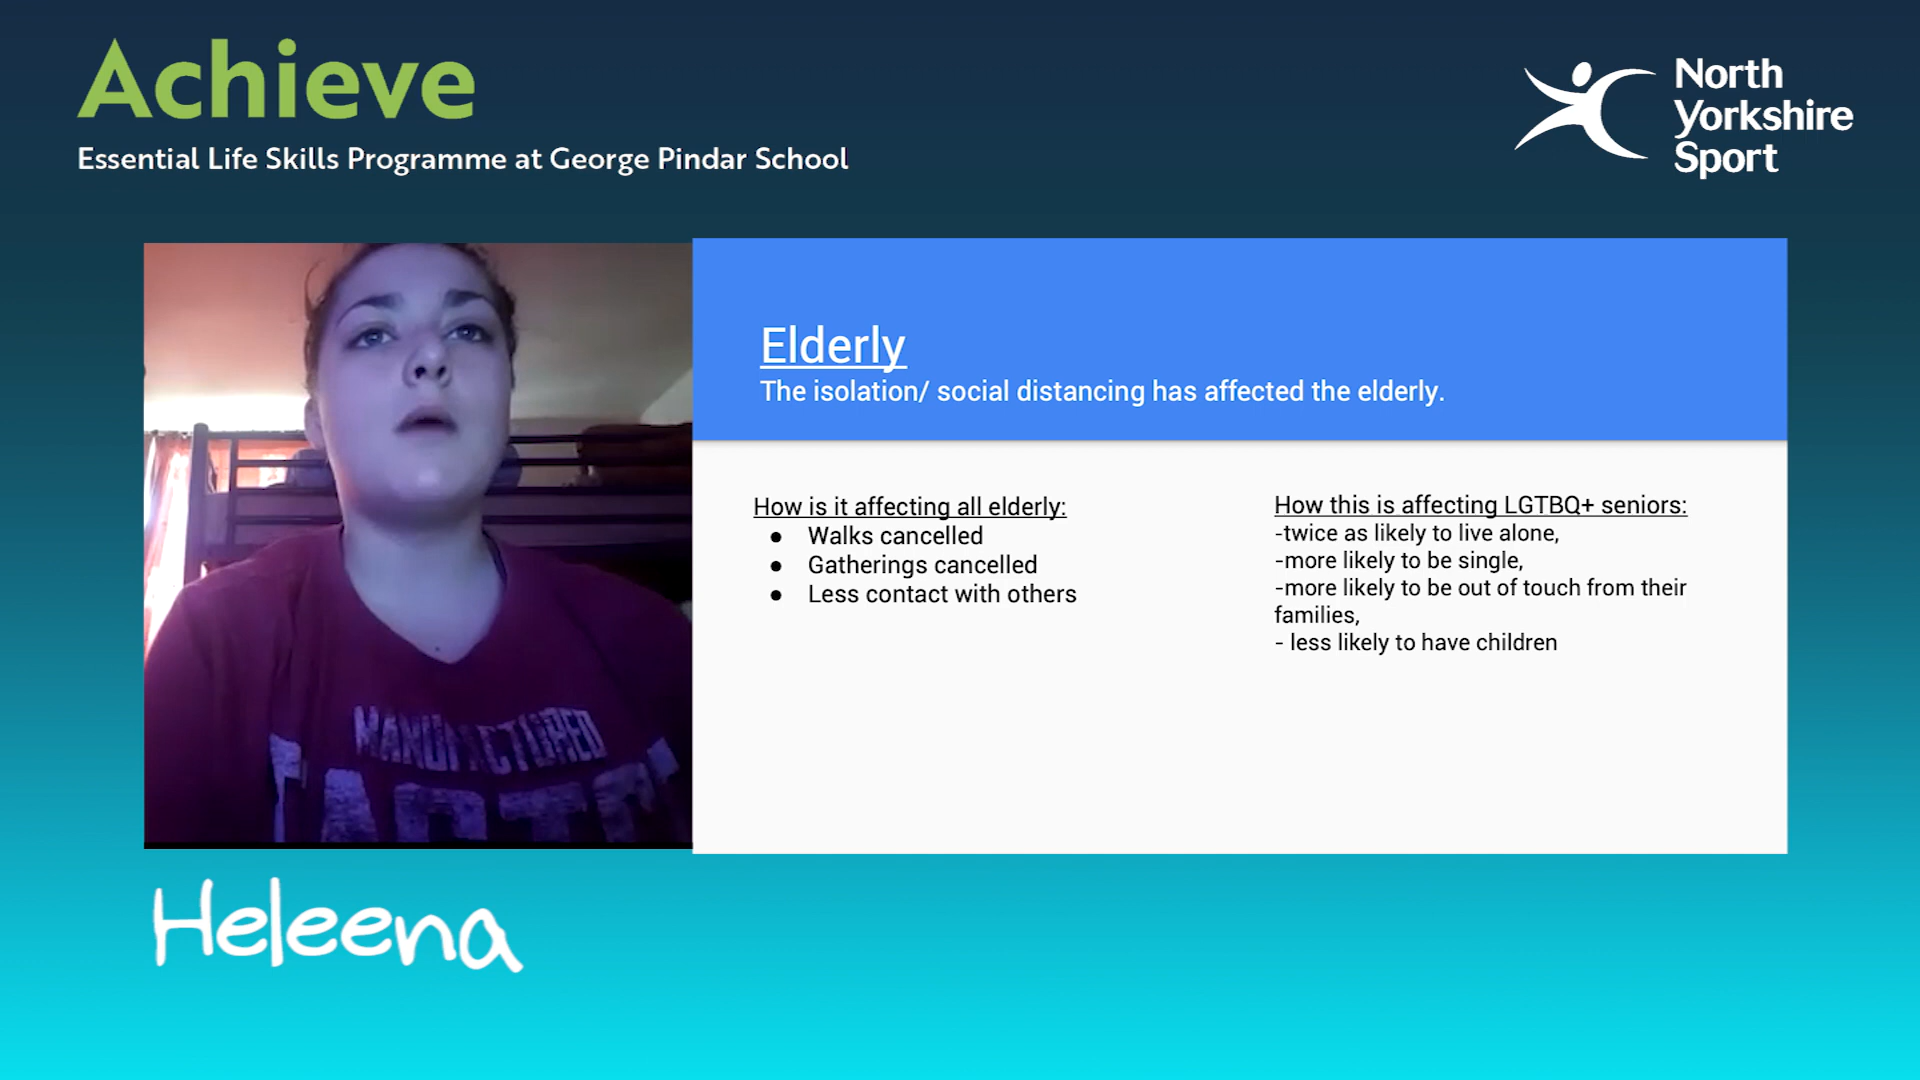 Achieve
Essential Life Skills Programme at George Pindar School
North
Yorkshire
Sport
Elderly
The isolation/ social distancing has affected the elderly.
How is it affecting all elderly:
● Walks cancelled
● Gatherings cancelled
● Less contact with others
How this is affecting LGTBQ+ seniors:
-twice as likely to live alone,
-more likely to be single,
-more likely to be out of touch from their
families,
- less likely to have children
MANUFACTURED
Heleena